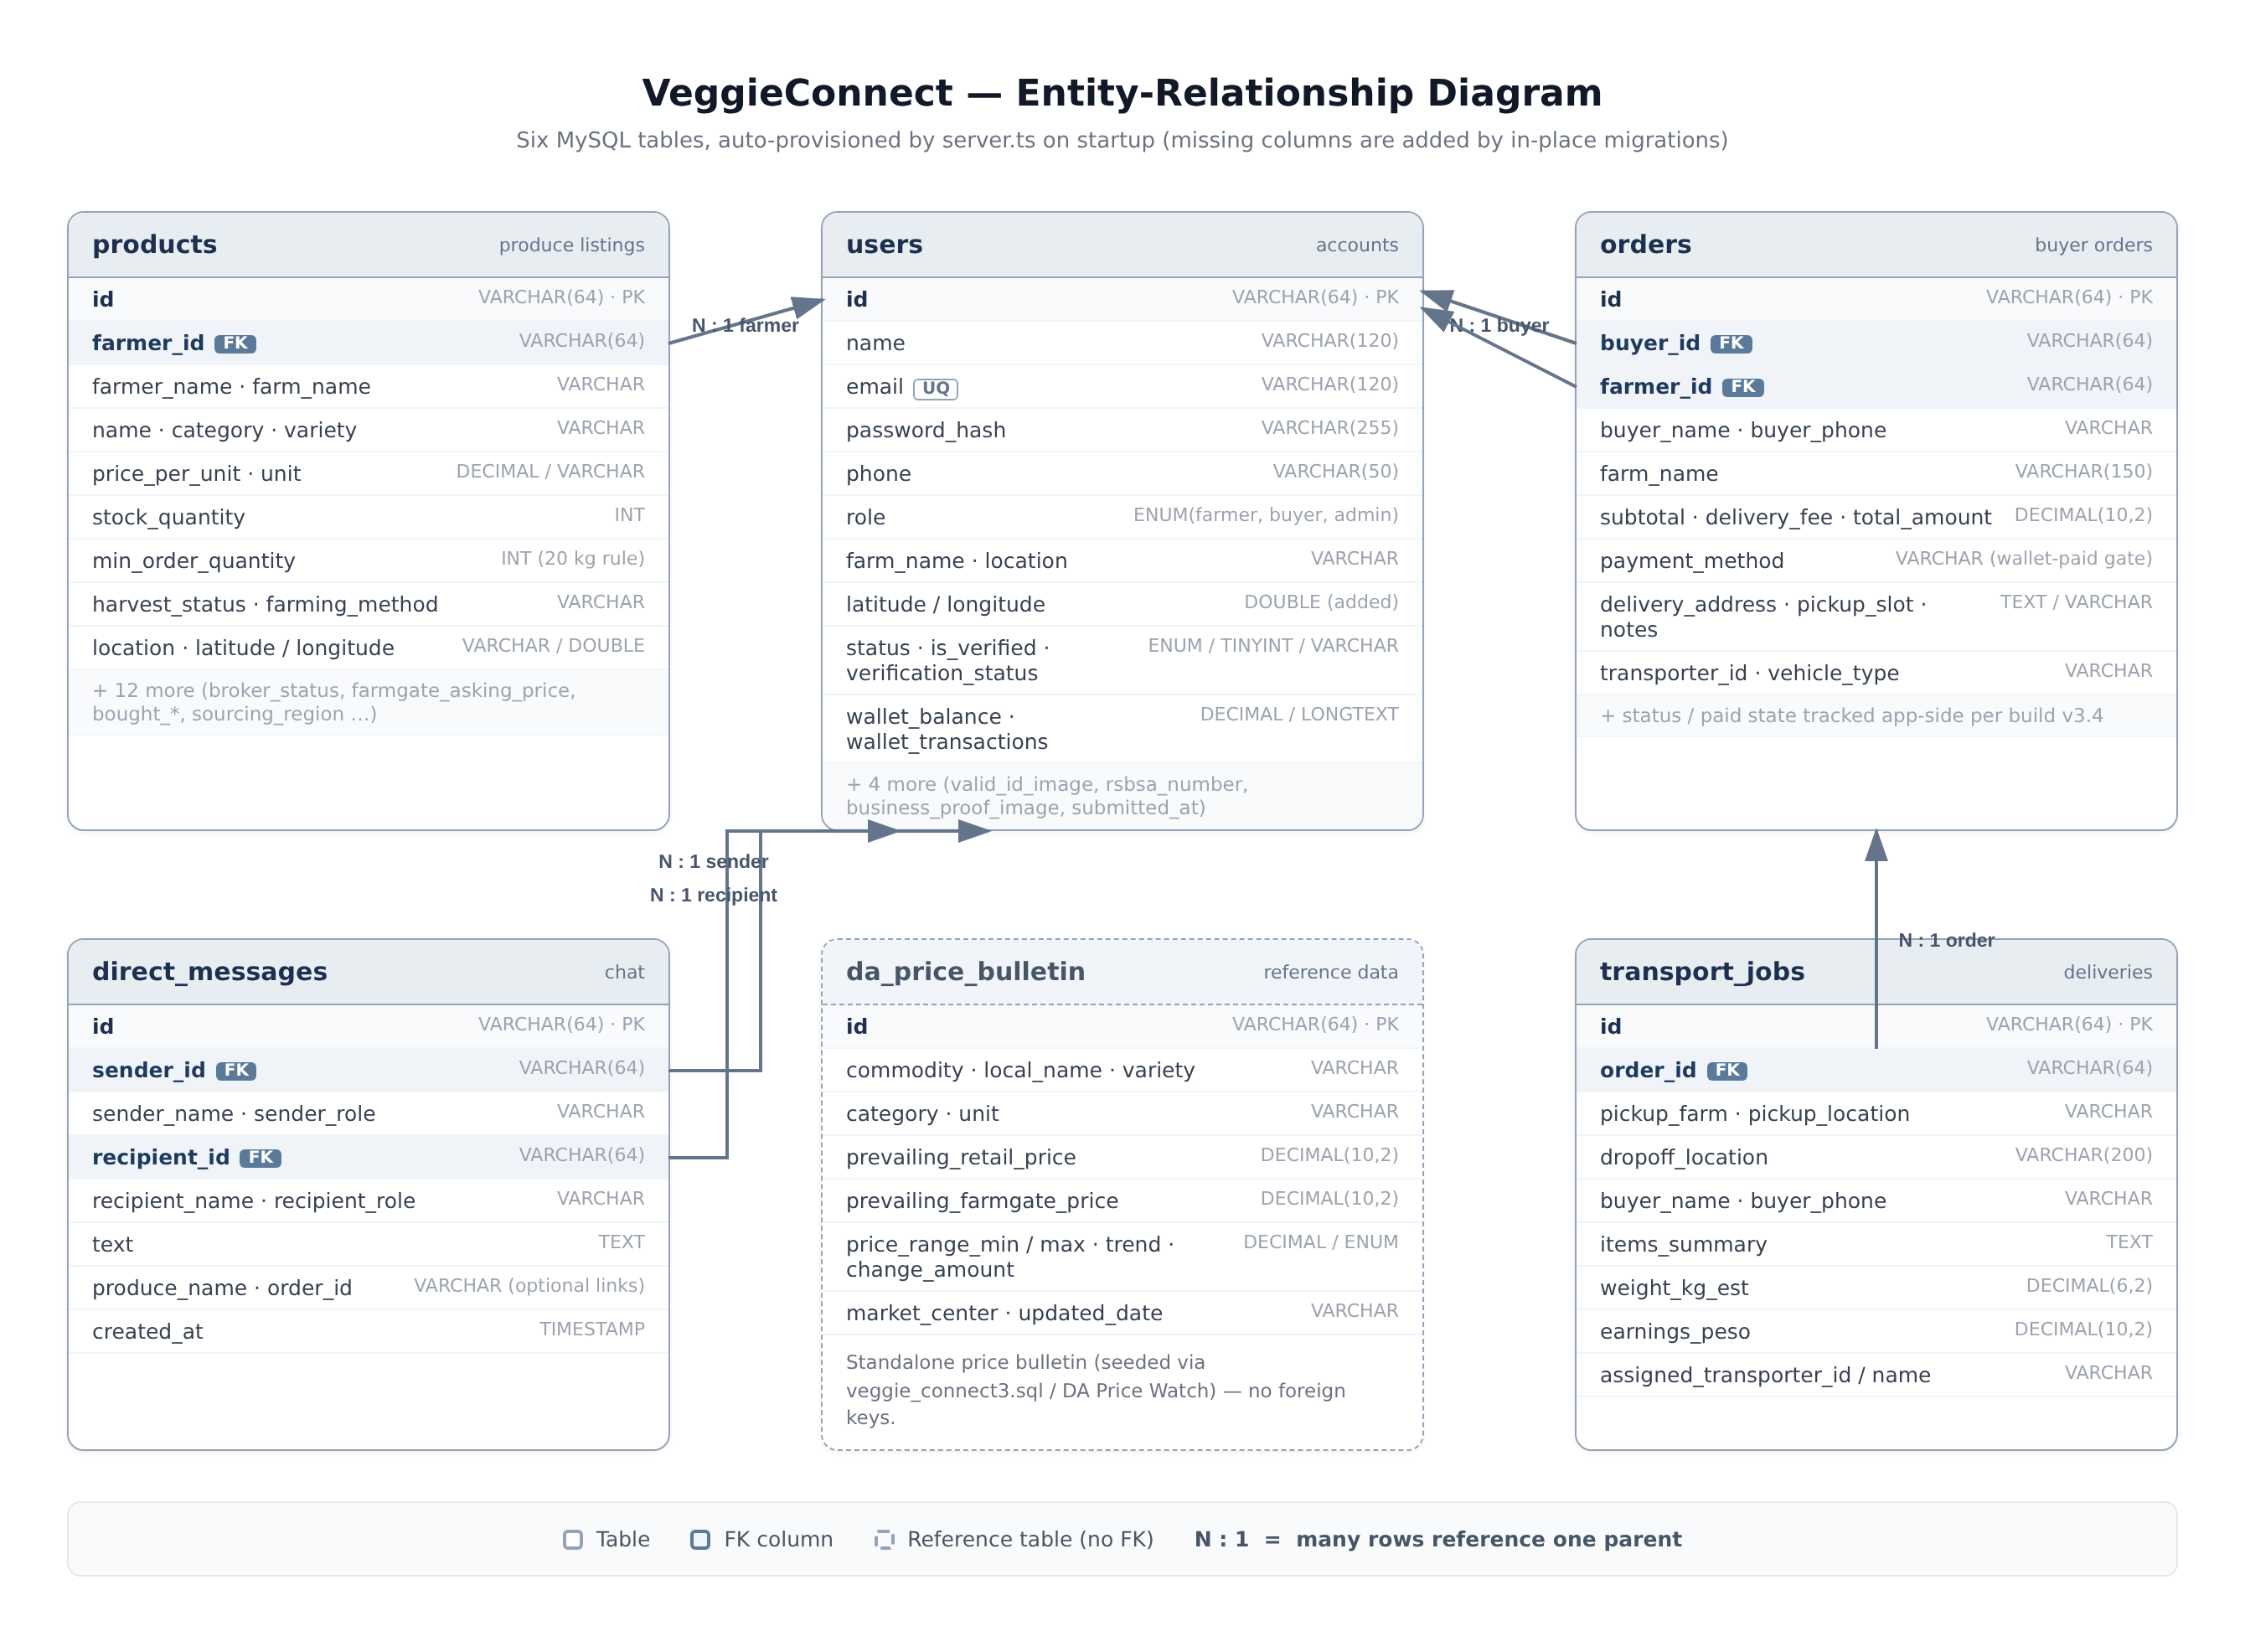 VeggieConnect — Entity-Relationship Diagram
Six MySQL tables, auto-provisioned by server.ts on startup (missing columns are added by in-place migrations)
products produce listings
id VARCHAR(64) · PK
farmer_id FK VARCHAR(64)
farmer_name · farm_name VARCHAR
name · category · variety VARCHAR
price_per_unit · unit DECIMAL / VARCHAR
stock_quantity INT
min_order_quantity INT (20 kg rule)
harvest_status · farming_method VARCHAR
location · latitude / longitude VARCHAR / DOUBLE
+ 12 more (broker_status, farmgate_asking_price,
bought_*, sourcing_region ...)
N : 1 farmer
users accounts
id VARCHAR(64) · PK
name VARCHAR(120)
email UQ VARCHAR(120)
password_hash VARCHAR(255)
phone VARCHAR(50)
role ENUM(farmer, buyer, admin)
farm_name · location VARCHAR
latitude / longitude DOUBLE (added)
status · is_verified · ENUM / TINYINT / VARCHAR
verification_status
wallet_balance · DECIMAL / LONGTEXT
wallet_transactions
+ 4 more (valid_id_image, rsbsa_number,
business_proof_image, submitted_at)
N : 1 buyer
orders buyer orders
id VARCHAR(64) · PK
buyer_id FK VARCHAR(64)
farmer_id FK VARCHAR(64)
buyer_name · buyer_phone VARCHAR
farm_name VARCHAR(150)
subtotal · delivery_fee · total_amount DECIMAL(10,2)
payment_method VARCHAR (wallet-paid gate)
delivery_address · pickup_slot · TEXT / VARCHAR
notes
transporter_id · vehicle_type VARCHAR
+ status / paid state tracked app-side per build v3.4
N : 1 sender
N : 1 recipient
direct_messages chat
id VARCHAR(64) · PK
sender_id FK VARCHAR(64)
sender_name · sender_role VARCHAR
recipient_id FK VARCHAR(64)
recipient_name · recipient_role VARCHAR
text TEXT
produce_name · order_id VARCHAR (optional links)
created_at TIMESTAMP
da_price_bulletin reference data
id VARCHAR(64) · PK
commodity · local_name · variety VARCHAR
category · unit VARCHAR
prevailing_retail_price DECIMAL(10,2)
prevailing_farmgate_price DECIMAL(10,2)
price_range_min / max · trend · DECIMAL / ENUM
change_amount
market_center · updated_date VARCHAR
Standalone price bulletin (seeded via
veggie_connect3.sql / DA Price Watch) — no foreign
keys.
N : 1 order
transport_jobs deliveries
id VARCHAR(64) · PK
order_id FK VARCHAR(64)
pickup_farm · pickup_location VARCHAR
dropoff_location VARCHAR(200)
buyer_name · buyer_phone VARCHAR
items_summary TEXT
weight_kg_est DECIMAL(6,2)
earnings_peso DECIMAL(10,2)
assigned_transporter_id / name VARCHAR
Table FK column Reference table (no FK) N : 1 = many rows reference one parent